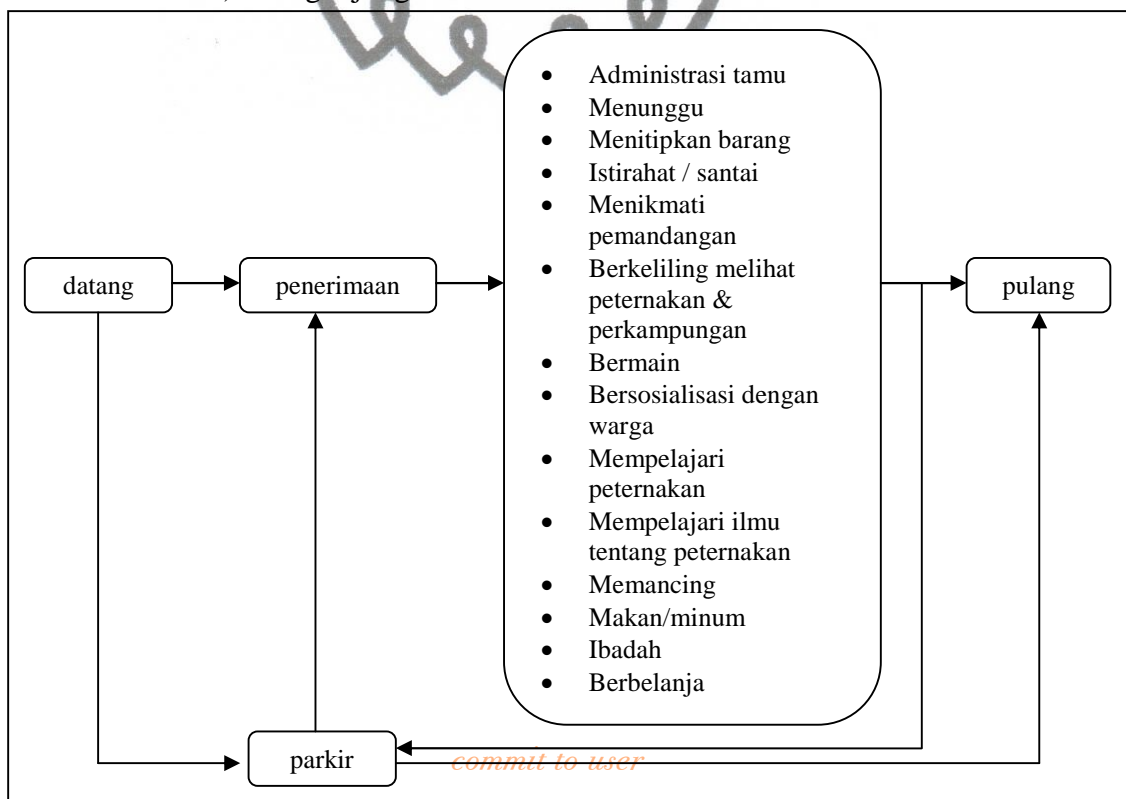 datang
penerimaan
• Administrasi tamu
• Menunggu
• Menitipkan barang
• Istirahat / santai
• Menikmati
pemandangan
• Berkeliling melihat
peternakan &
perkampungan
• Bermain
• Bersosialisasi dengan
warga
• Mempelajari
peternakan
• Mempelajari ilmu
tentang peternakan
• Memancing
• Makan/minum
• Ibadah
• Berbelanja
pulang
parkir
commit to user